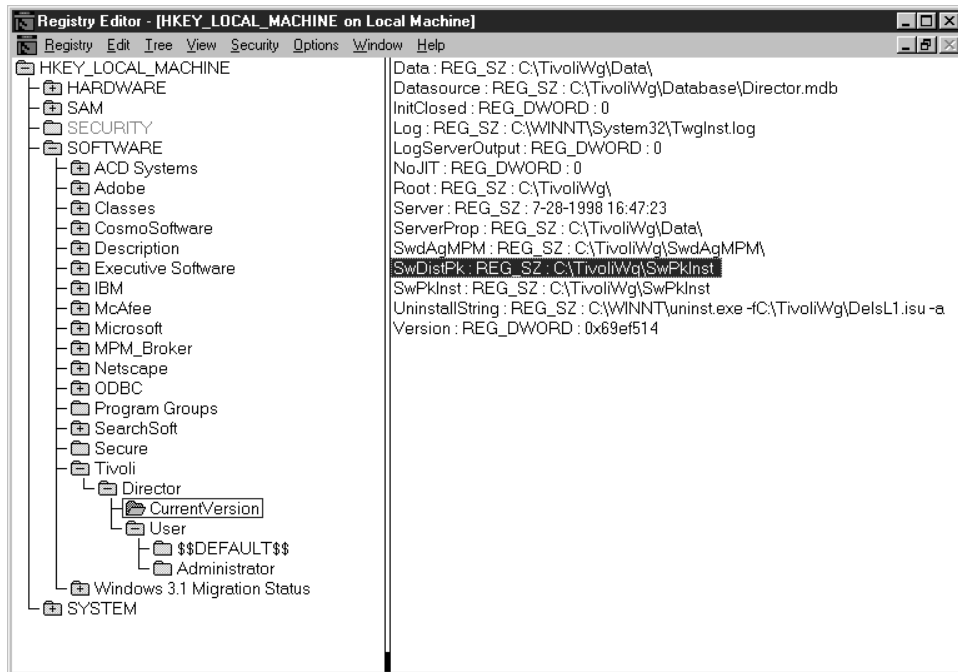 Registry Editor - [HKEY_LOCAL_MACHINE on Local Machine]
Registry Edit Tree View Security Options Window Help
HKEY_LOCAL_MACHINE
HARDWARE
SAM
SECURITY
SOFTWARE
ACD Systems
Adobe
Classes
CosmoSoftware
Description
Executive Software
IBM
McAfee
Microsoft
MPM_Broker
Netscape
ODBC
Program Groups
SearchSoft
Secure
Tivoli
Director
CurrentVersion
User
$$DEFAULT$$
Administrator
Windows 3.1 Migration Status
SYSTEM
Data : REG_SZ : C:\TivoliWg\Data\
Datasource : REG_SZ : C:\TivoliWg\Database\Director.mdb
InitClosed : REG_DWORD : 0
Log : REG_SZ : C:\WINNT\System32\TwgInst.log
LogServerOutput : REG_DWORD : 0
NoJIT : REG_DWORD : 0
Root : REG_SZ : C:\TivoliWg\
Server : REG_SZ : 7-28-1998 16:47:23
ServerProp : REG_SZ : C:\TivoliWg\Data\
SwdAgMPM : REG_SZ : C:\TivoliWg\SwdAgMPM\
SwDistPk : REG_SZ : C:\TivoliWg\SwPkInst
SwPkInst : REG_SZ : C:\TivoliWg\SwPkInst
UninstallString : REG_SZ : C:\WINNT\uninst.exe -fC:\TivoliWg\DelsL1.isu -a
Version : REG_DWORD : 0x69ef514